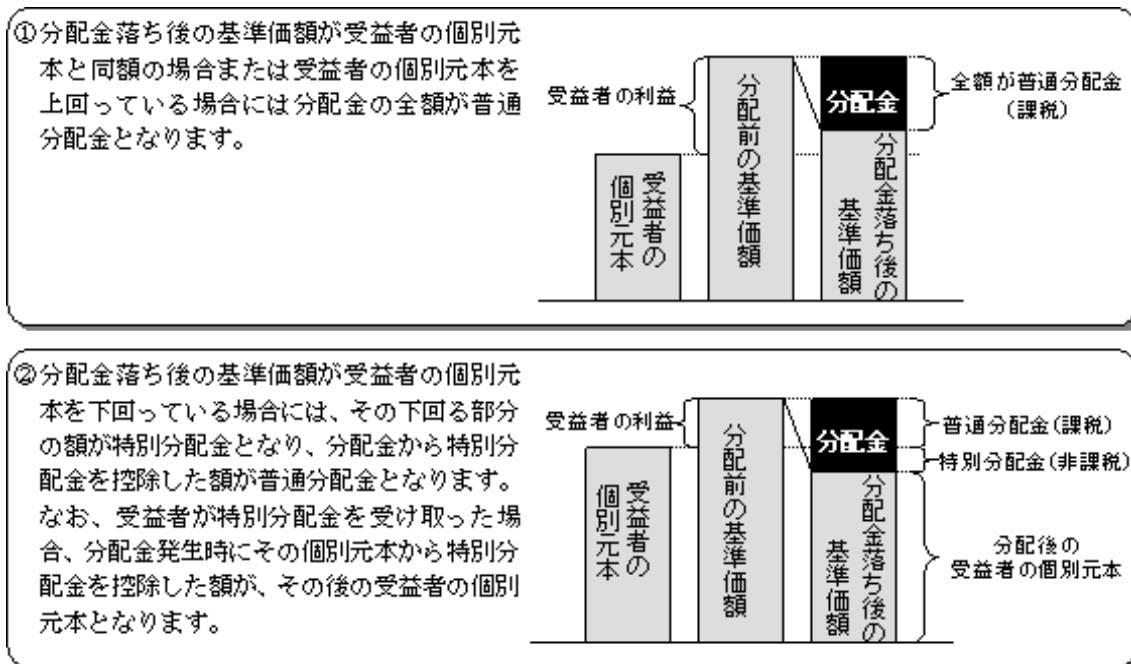 ①分配金落ち後の基準価額が受益者の個別元
本と同額の場合または受益者の個別元本を
上回っている場合には分配金の全額が普通
分配金となります。
受益者の利益
受益者の
個別元本
分配前の基準価額
分配金
分配金落ち後の
基準価額
全額が普通分配金
(課税)
②分配金落ち後の基準価額が受益者の個別元
本を下回っている場合には、その下回る部分
の額が特別分配金となり、分配金から特別分
配金を控除した額が普通分配金となります。
なお、受益者が特別分配金を受け取った場
合、分配金発生時にその個別元本から特別分
配金を控除した額が、その後の受益者の個別
元本となります。
受益者の利益
受益者の
個別元本
分配前の基準価額
分配金
分配金落ち後の
基準価額
普通分配金(課税)
特別分配金(非課税)
分配後の
受益者の個別元本